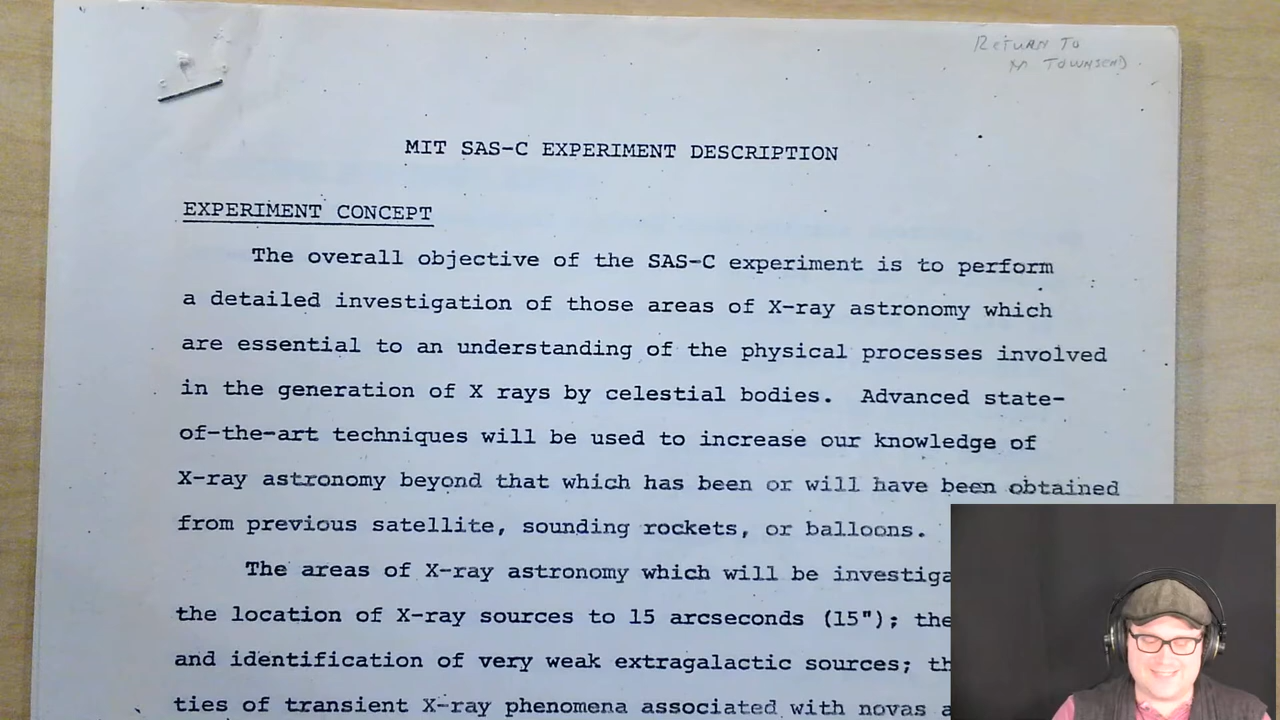 RETURN TO
M TOWNSEND
MIT SAS-C EXPERIMENT DESCRIPTION
EXPERIMENT CONCEPT
The overall objective of the SAS-C experiment is to perform
a detailed investigation of those areas of X-ray astronomy which
are essential to an understanding of the physical processes involved
in the generation of X rays by celestial bodies. Advanced state-
of-the-art techniques will be used to increase our knowledge of
X-ray astronomy beyond that which has been or will have been obtained
from previous satellite, sounding rockets, or balloons.
The areas of X-ray astronomy which will be investiga
the location of X-ray sources to 15 arcseconds (15"); the
and identification of very weak extragalactic sources; th
ties of transient X-ray phenomena associated with novas a